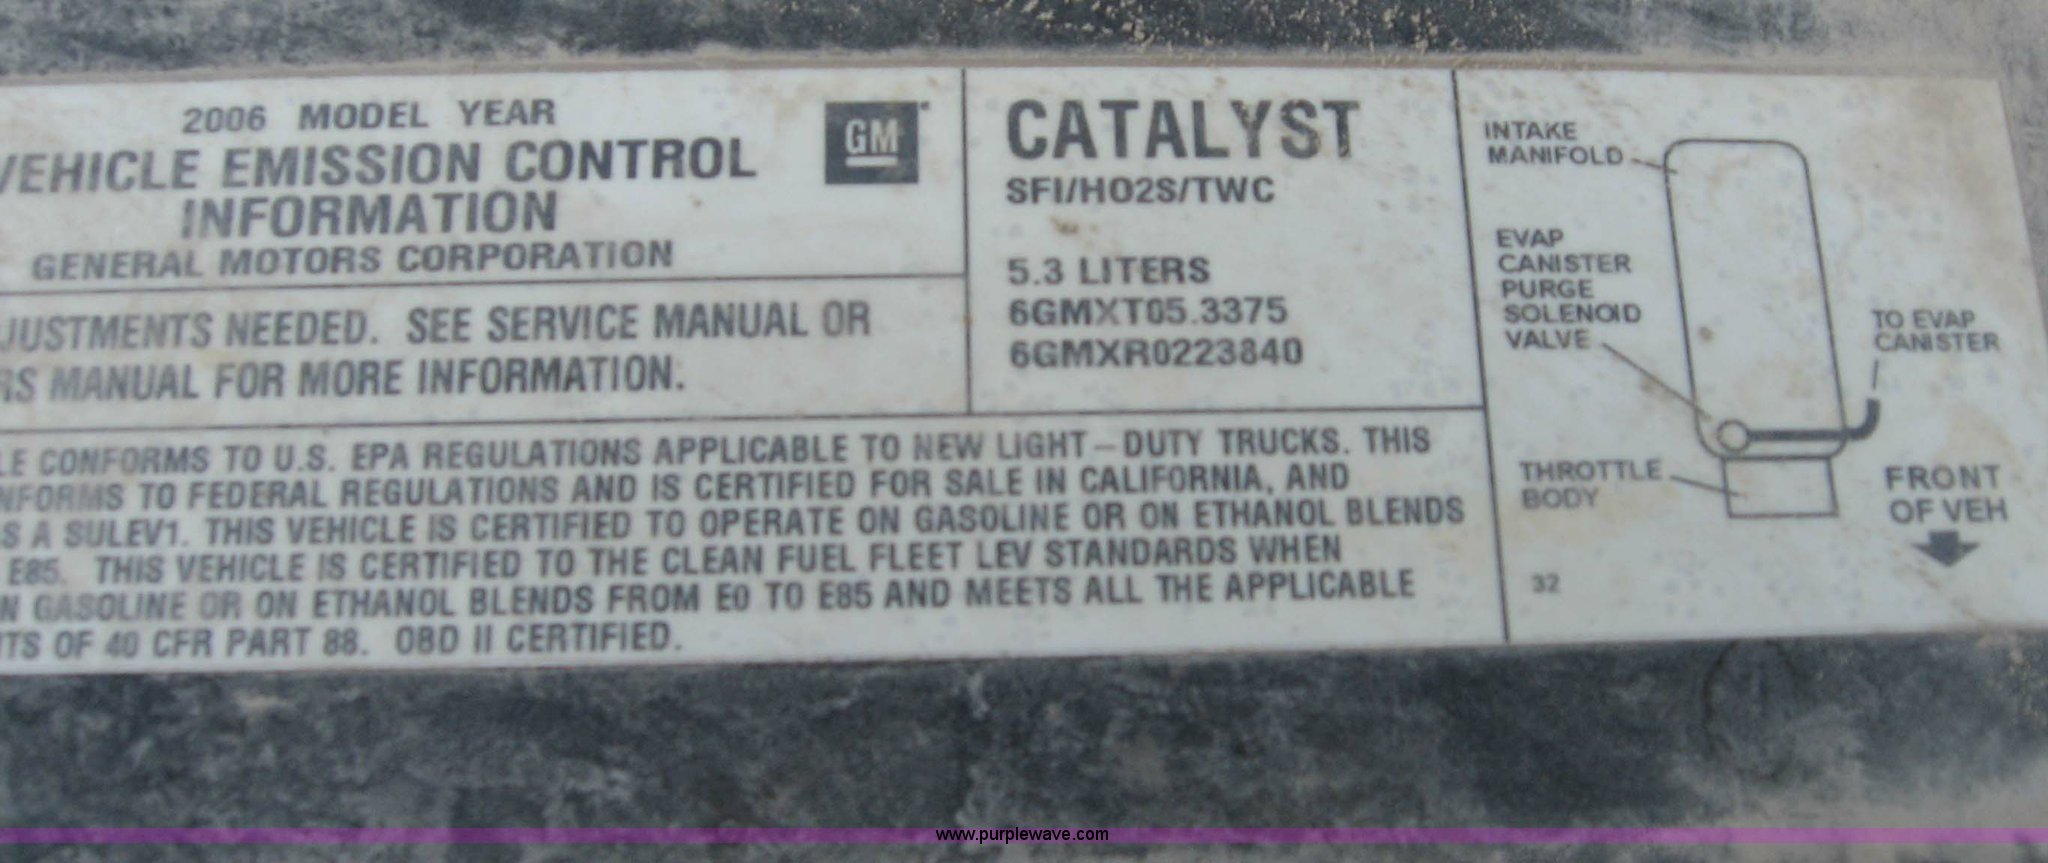 2006 MODEL YEAR
VEHICLE EMISSION CONTROL
INFORMATION
GENERAL MOTORS CORPORATION
GM
JUSTMENTS NEEDED. SEE SERVICE MANUAL OR
RS MANUAL FOR MORE INFORMATION.
CATALYST
SFI/HO2S/TWC
5.3 LITERS
6GMXT05.3375
6GMXR0223840
LE CONFORMS TO U.S. EPA REGULATIONS APPLICABLE TO NEW LIGHT-DUTY TRUCKS. THIS
NFORMS TO FEDERAL REGULATIONS AND IS CERTIFIED FOR SALE IN CALIFORNIA, AND
S A SULEV1. THIS VEHICLE IS CERTIFIED TO OPERATE ON GASOLINE OR ON ETHANOL BLENDS
E85. THIS VEHICLE IS CERTIFIED TO THE CLEAN FUEL FLEET LEV STANDARDS WHEN
N GASOLINE OR ON ETHANOL BLENDS FROM E0 TO E85 AND MEETS ALL THE APPLICABLE
TS OF 40 CFR PART 88. OBD II CERTIFIED.
INTAKE
MANIFOLD
EVAP
CANISTER
PURGE
SOLENOID
VALVE
TO EVAP
CANISTER
THROTTLE
BODY
FRONT
OF VEH
32
www.purplewave.com